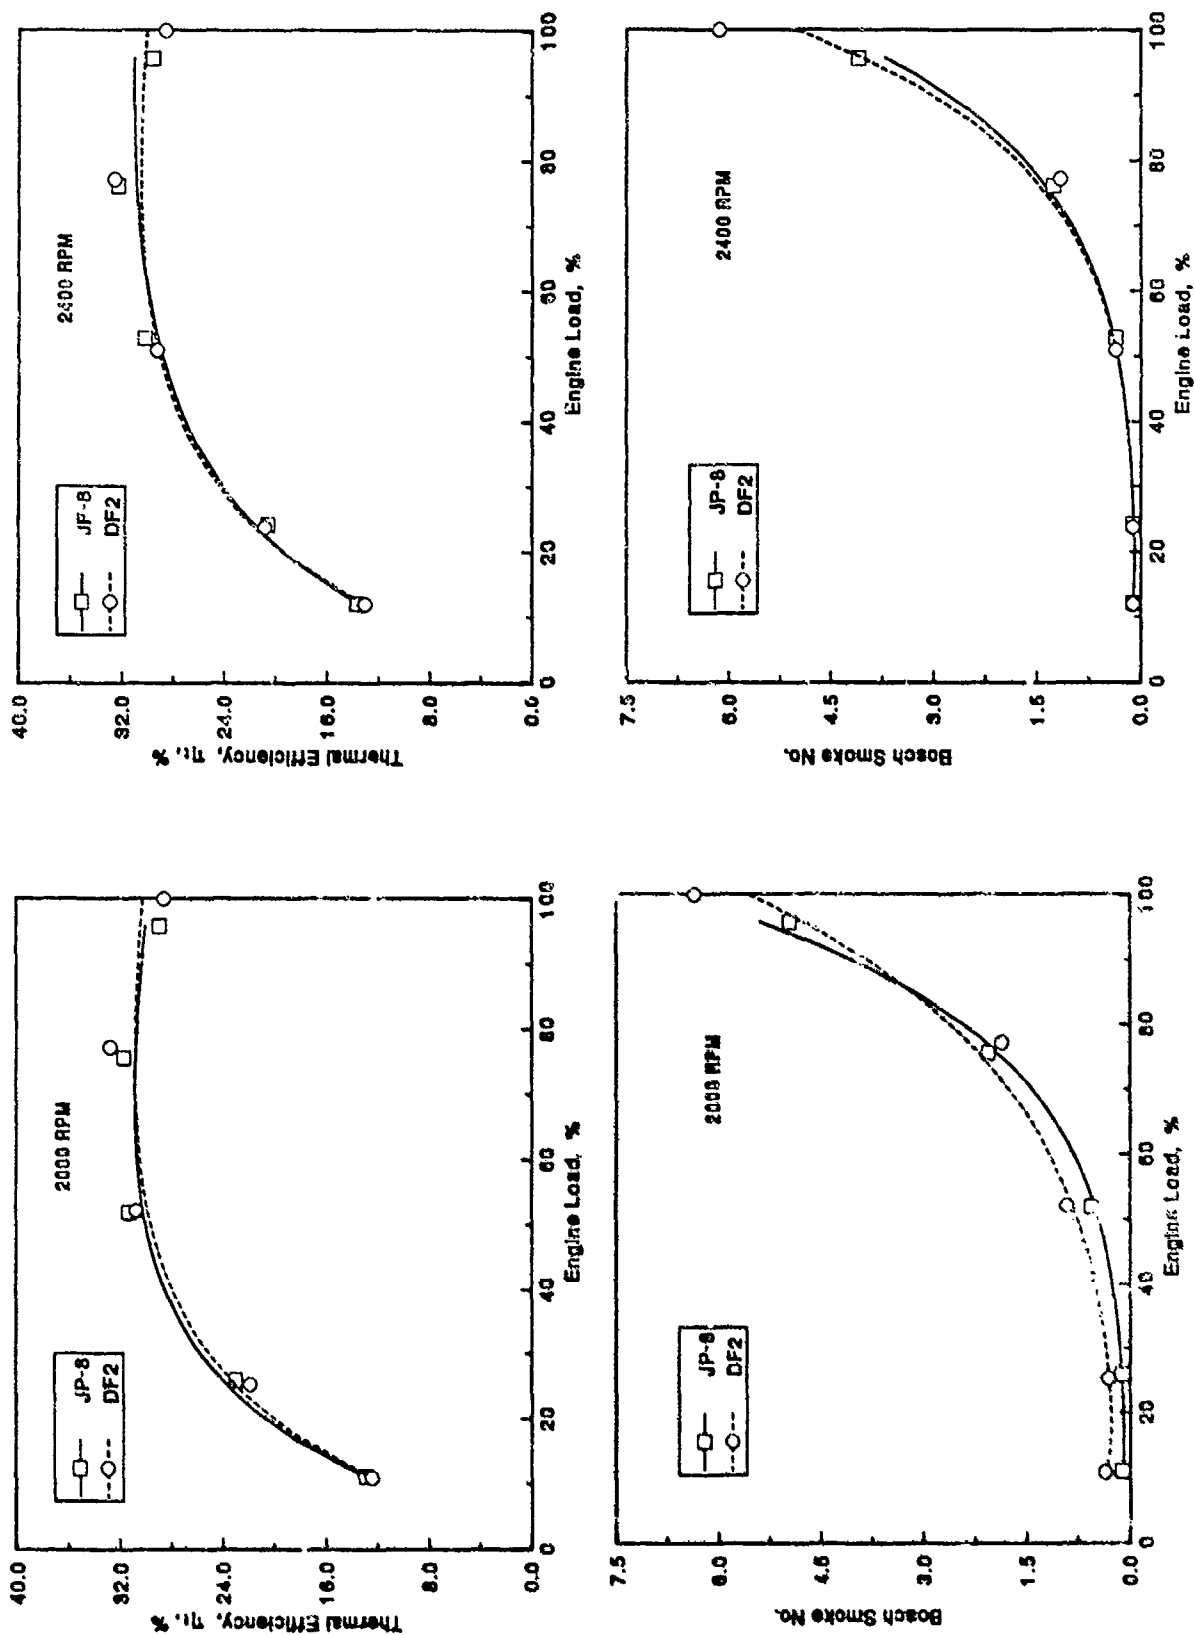 2000 RPM
JP-8
DF2
Thermal Efficiency, ηt, %
40.0
32.0
24.0
16.0
8.0
0.0
0
20
40
60
80
100
Engine Load, %
2400 RPM
JP-8
DF2
Thermal Efficiency, ηt, %
40.0
32.0
24.0
16.0
8.0
0.0
0
20
40
60
80
100
Engine Load, %
2000 RPM
JP-8
DF2
Bosch Smoke No.
7.5
6.0
4.5
3.0
1.5
0.0
0
20
40
60
80
100
Engine Load, %
2400 RPM
JP-8
DF2
Bosch Smoke No.
7.5
6.0
4.5
3.0
1.5
0.0
0
20
40
60
80
100
Engine Load, %